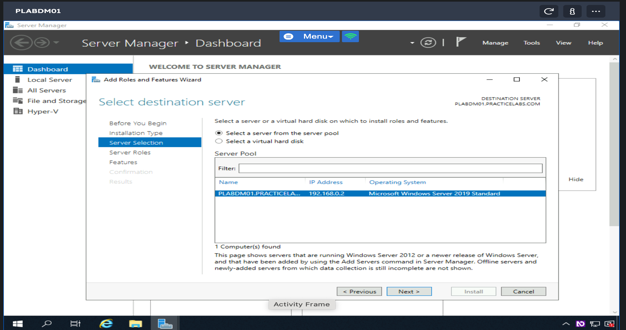 PLABDM01
Server Manager
Server Manager • Dashboard
Menu
Manage Tools View Help
Dashboard
Local Server
All Servers
File and Storage
Hyper-V
WELCOME TO SERVER MANAGER
Add Roles and Features Wizard
Select destination server
DESTINATION SERVER
PLABDM01.PRACTICELABS.COM
Before You Begin
Installation Type
Server Selection
Server Roles
Features
Confirmation
Results
Select a server or a virtual hard disk on which to install roles and features.
Select a server from the server pool
Select a virtual hard disk
Server Pool
Filter:
Name IP Address Operating System
PLABDM01.PRACTICELA... 192.168.0.2 Microsoft Windows Server 2019 Standard
1 Computer(s) found
This page shows servers that are running Windows Server 2012 or a newer release of Windows Server,
and that have been added by using the Add Servers command in Server Manager. Offline servers and
newly-added servers from which data collection is still incomplete are not shown.
< Previous Next > Install Cancel
Hide
Activity Frame